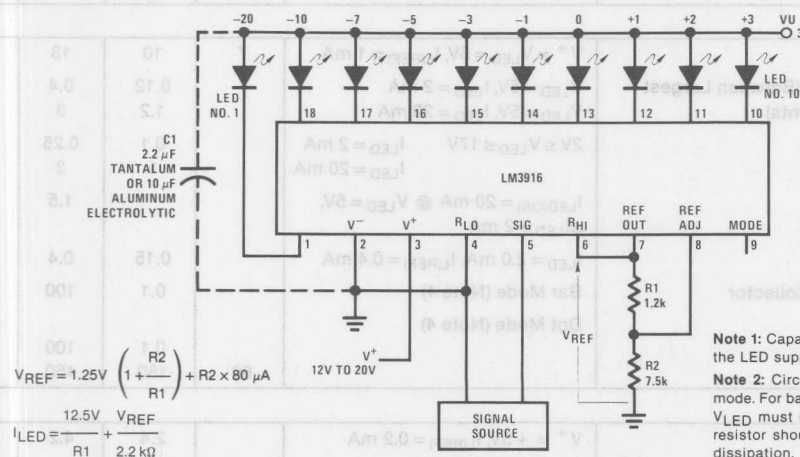 −20 −10 −7 −5 −3 −1 0 +1 +2 +3 VU
LED NO. 1
LED NO. 10
18 17 16 15 14 13 12 11 10
C1
2.2 μF
TANTALUM
OR 10 μF
ALUMINUM
ELECTROLYTIC
LM3916
V− V+ RLO SIG RHI REF OUT REF ADJ MODE
1 2 3 4 5 6 7 8 9
R1
1.2k
VREF
R2
7.5k
V+
12V TO 20V
SIGNAL
SOURCE
VREF = 1.25V (1 + R2/R1) + R2 × 80 μA
ILED = 12.5V/R1 + VREF/2.2 kΩ
Note 1: Capa
the LED sup
Note 2: Circ
mode. For ba
VLED must
resistor shou
dissipation.